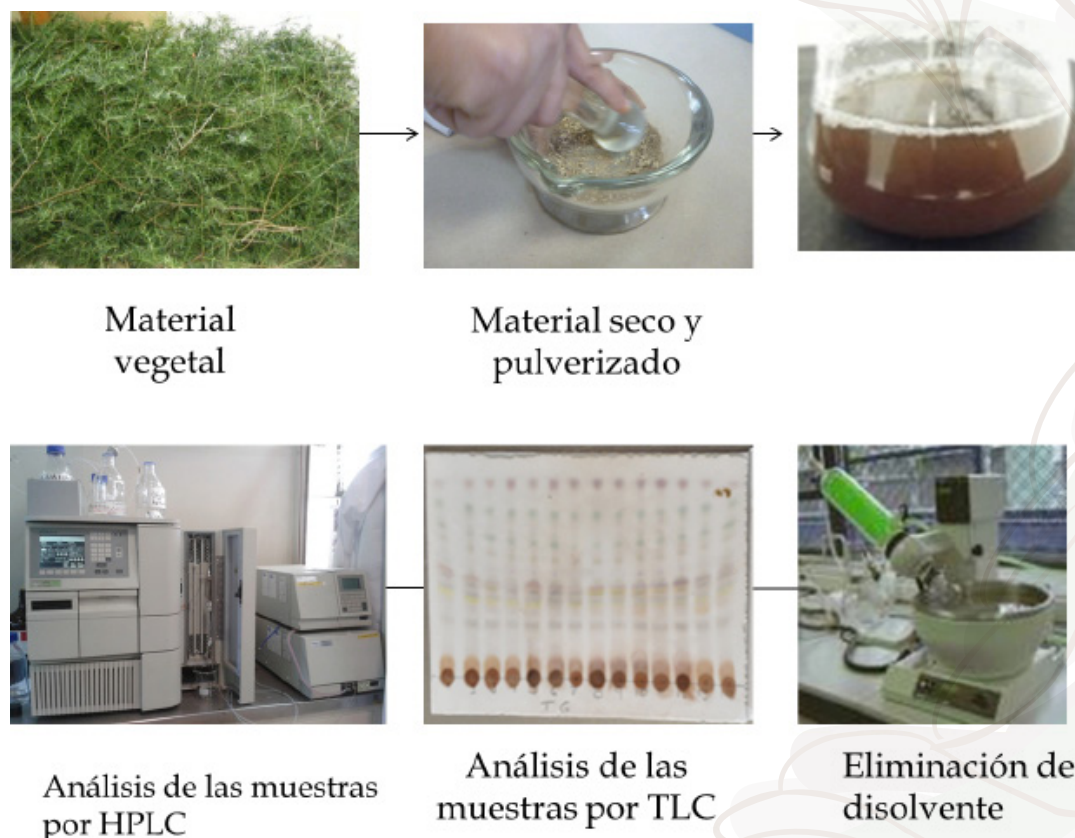 Material
vegetal
Material seco y
pulverizado
Análisis de las muestras
por HPLC
Análisis de las
muestras por TLC
Eliminación de
disolvente
T G